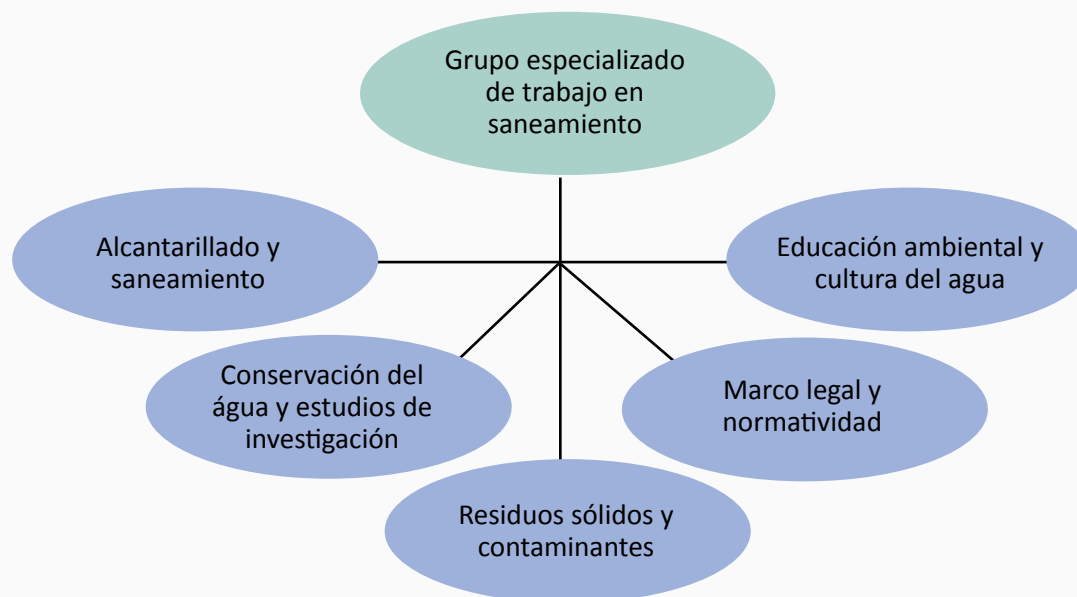 Grupo especializado
de trabajo en
saneamiento
Alcantarillado y
saneamiento
Educación ambiental y
cultura del agua
Conservación del
água y estudios de
investigación
Marco legal y
normatividad
Residuos sólidos y
contaminantes